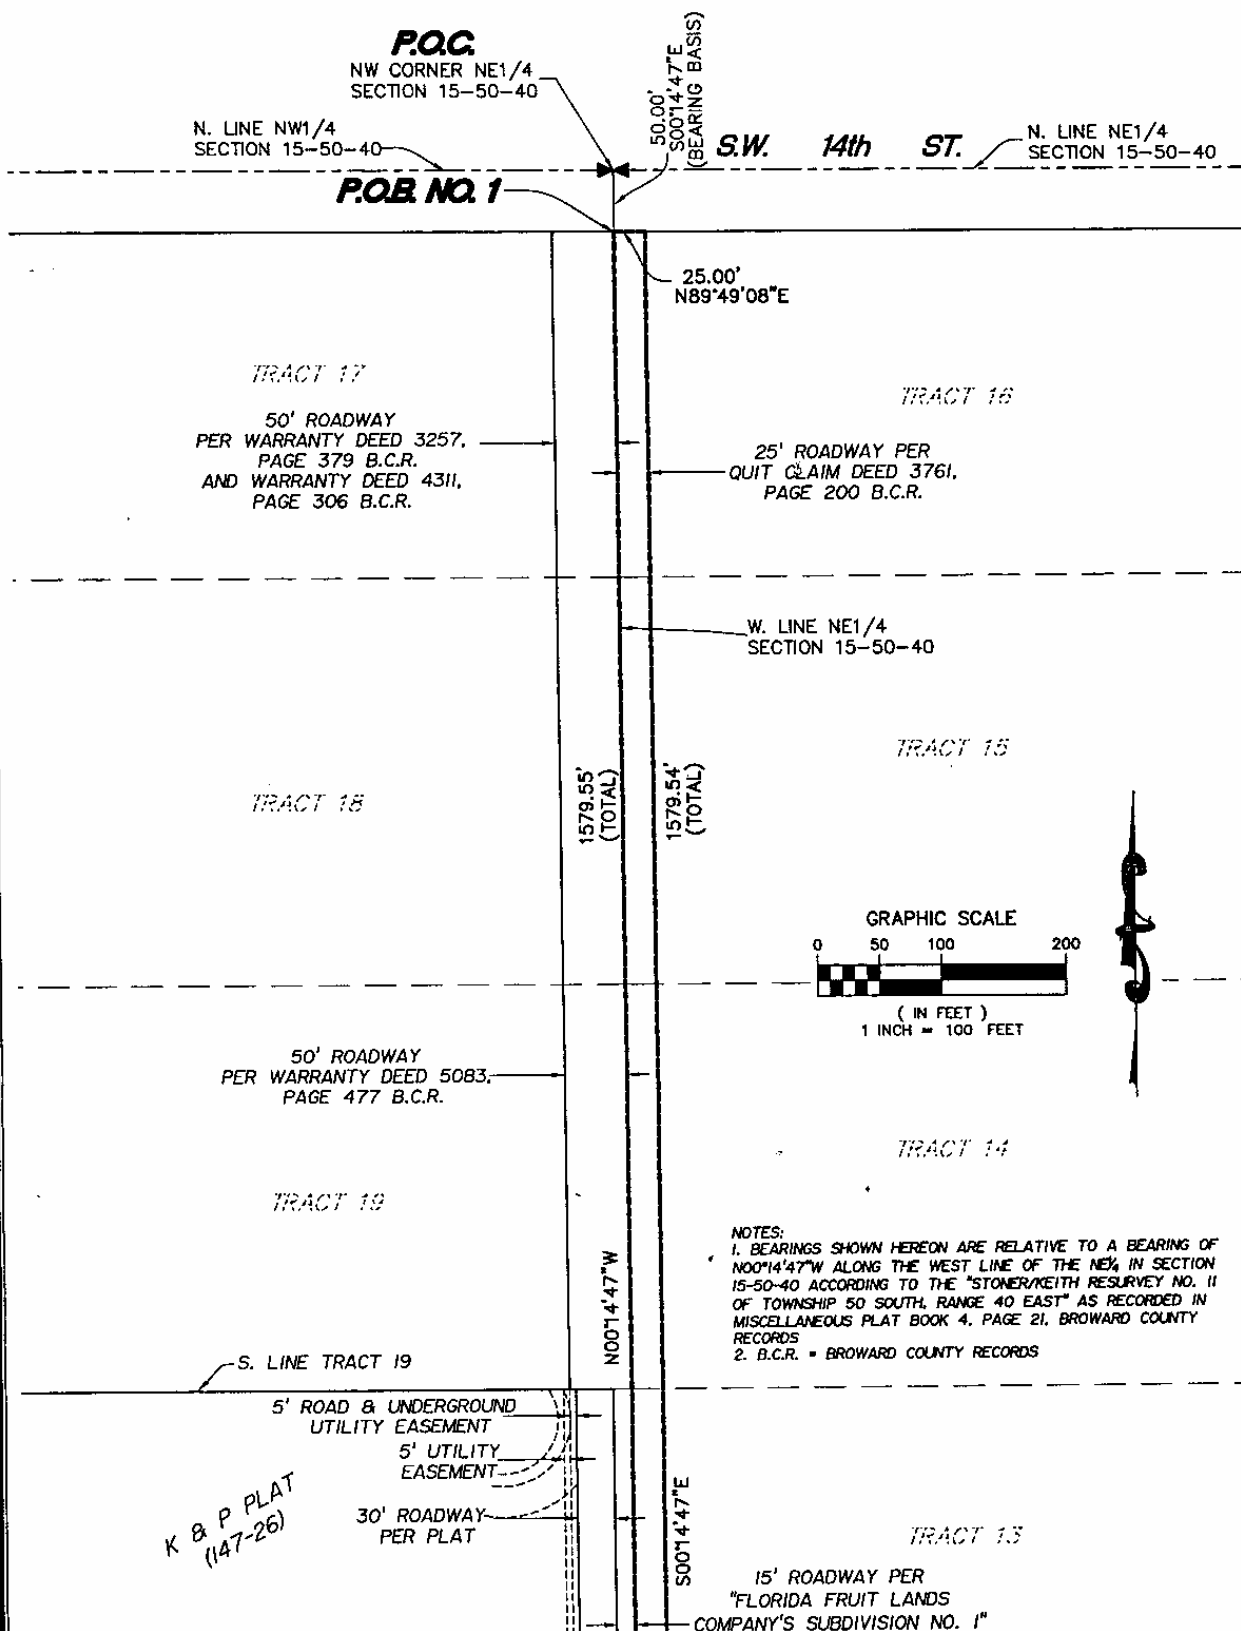 P.O.C.
NW CORNER NE1/4
SECTION 15-50-40
50.00'
S00°14'47"E
(BEARING BASIS)
N. LINE NW1/4
SECTION 15-50-40
S.W. 14th ST.
N. LINE NE1/4
SECTION 15-50-40
P.O.B. NO. 1
25.00'
N89°49'08"E
TRACT 17
TRACT 16
50' ROADWAY
PER WARRANTY DEED 3257,
PAGE 379 B.C.R.
AND WARRANTY DEED 4311,
PAGE 306 B.C.R.
25' ROADWAY PER
QUIT CLAIM DEED 3761,
PAGE 200 B.C.R.
W. LINE NE1/4
SECTION 15-50-40
TRACT 15
TRACT 18
1579.55'
(TOTAL)
1579.54'
(TOTAL)
GRAPHIC SCALE
0 50 100 200
( IN FEET )
1 INCH = 100 FEET
50' ROADWAY
PER WARRANTY DEED 5083,
PAGE 477 B.C.R.
TRACT 14
TRACT 19
NOTES:
1. BEARINGS SHOWN HEREON ARE RELATIVE TO A BEARING OF
N00°14'47"W ALONG THE WEST LINE OF THE NE¼ IN SECTION
15-50-40 ACCORDING TO THE "STONER/KEITH RESURVEY NO. II
OF TOWNSHIP 50 SOUTH, RANGE 40 EAST" AS RECORDED IN
MISCELLANEOUS PLAT BOOK 4, PAGE 21, BROWARD COUNTY
RECORDS
2. B.C.R. = BROWARD COUNTY RECORDS
N00°14'47"W
S. LINE TRACT 19
5' ROAD & UNDERGROUND
UTILITY EASEMENT
5' UTILITY
EASEMENT
30' ROADWAY
PER PLAT
K & P PLAT
(147-26)
S00°14'47"E
TRACT 13
15' ROADWAY PER
"FLORIDA FRUIT LANDS
COMPANY'S SUBDIVISION NO. 1"